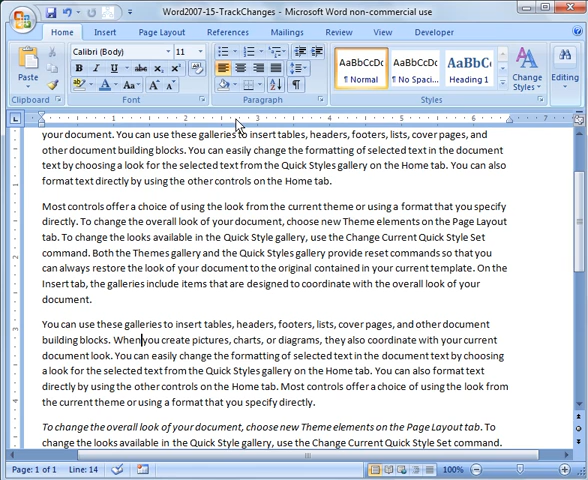 Word2007-15-TrackChanges - Microsoft Word non-commercial use
Home Insert Page Layout References Mailings Review View
Calibri (Body) 11
Paste
AaBbCcDc AaBbCcDc AaBbC
¶ Normal ¶ No Spaci... Heading 1
Change Styles
Editing
Clipboard Font Paragraph Styles
1 2 3 4 5 6 7
your document. You can use these galleries to insert tables, headers, footers, lists, cover pages, and
other document building blocks. You can easily change the formatting of selected text in the document
text by choosing a look for the selected text from the Quick Styles gallery on the Home tab. You can also
format text directly by using the other controls on the Home tab.
Most controls offer a choice of using the look from the current theme or using a format that you specify
directly. To change the overall look of your document, choose new Theme elements on the Page Layout
tab. To change the looks available in the Quick Style gallery, use the Change Current Quick Style Set
command. Both the Themes gallery and the Quick Styles gallery provide reset commands so that you
can always restore the look of your document to the original contained in your current template. On the
Insert tab, the galleries include items that are designed to coordinate with the overall look of your
document.
You can use these galleries to insert tables, headers, footers, lists, cover pages, and other document
building blocks. When you create pictures, charts, or diagrams, they also coordinate with your current
document look. You can easily change the formatting of selected text in the document text by choosing
a look for the selected text from the Quick Styles gallery on the Home tab. You can also format text
directly by using the other controls on the Home tab. Most controls offer a choice of using the look from
the current theme or using a format that you specify directly.
To change the overall look of your document, choose new Theme elements on the Page Layout tab. To
change the looks available in the Quick Style gallery, use the Change Current Quick Style Set command.
Page: 1 of 1 Line: 14 100%